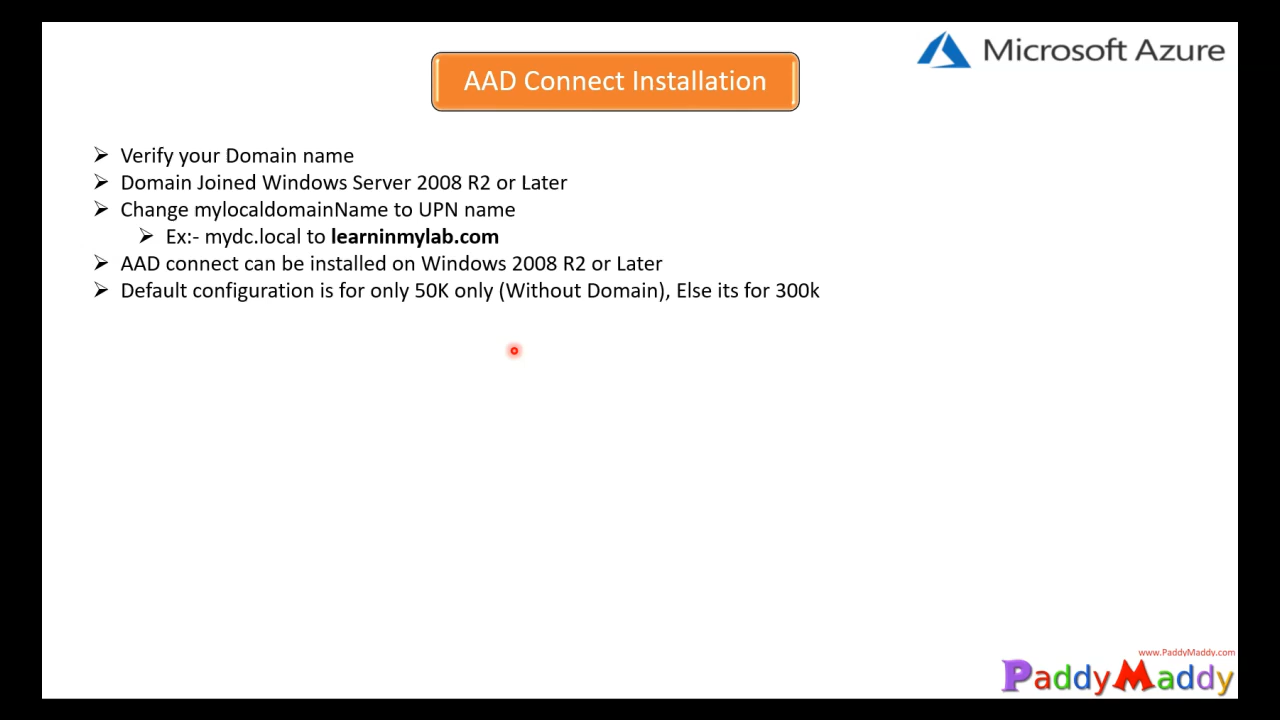 Microsoft Azure
AAD Connect Installation
Verify your Domain name
Domain Joined Windows Server 2008 R2 or Later
Change mylocaldomainName to UPN name
Ex:- mydc.local to learninmylab.com
AAD connect can be installed on Windows 2008 R2 or Later
Default configuration is for only 50K only (Without Domain), Else its for 300k
www.PaddyMaddy.com
PaddyMaddy